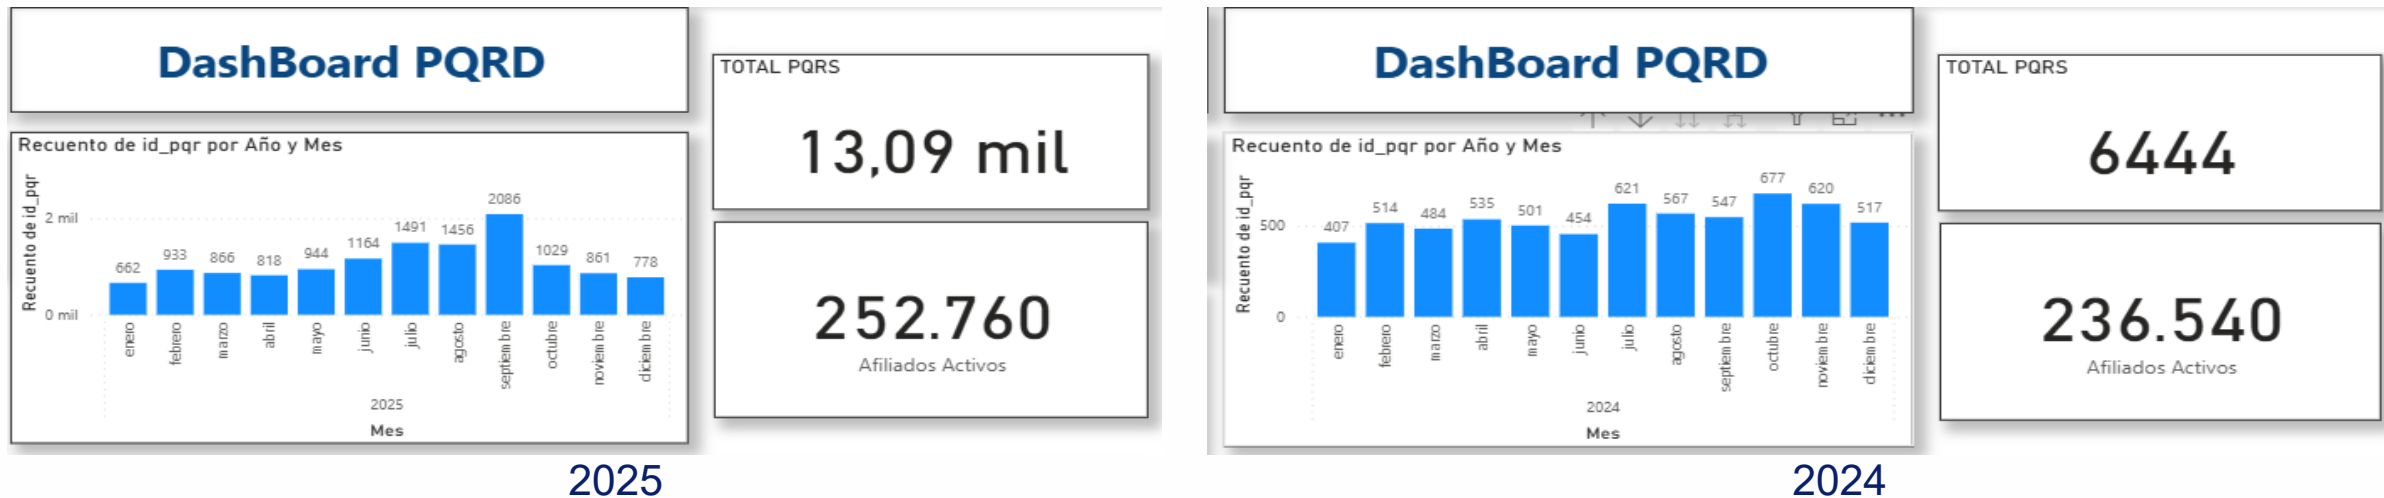 DashBoard PQRD
TOTAL PQRS
13,09 mil
Recuento de id_pqr por Año y Mes
Recuento de id_pqr
2 mil
0 mil
662
933
866
818
944
1164
1491
1456
2086
1029
861
778
enero
febrero
marzo
abril
mayo
junio
julio
agosto
septiembre
octubre
noviembre
diciembre
2025
Mes
252.760
Afiliados Activos
2025
DashBoard PQRD
TOTAL PQRS
6444
Recuento de id_pqr por Año y Mes
Recuento de id_pqr
500
0
407
514
484
535
501
454
621
567
547
677
620
517
enero
febrero
marzo
abril
mayo
junio
julio
agosto
septiembre
octubre
noviembre
diciembre
2024
Mes
236.540
Afiliados Activos
2024